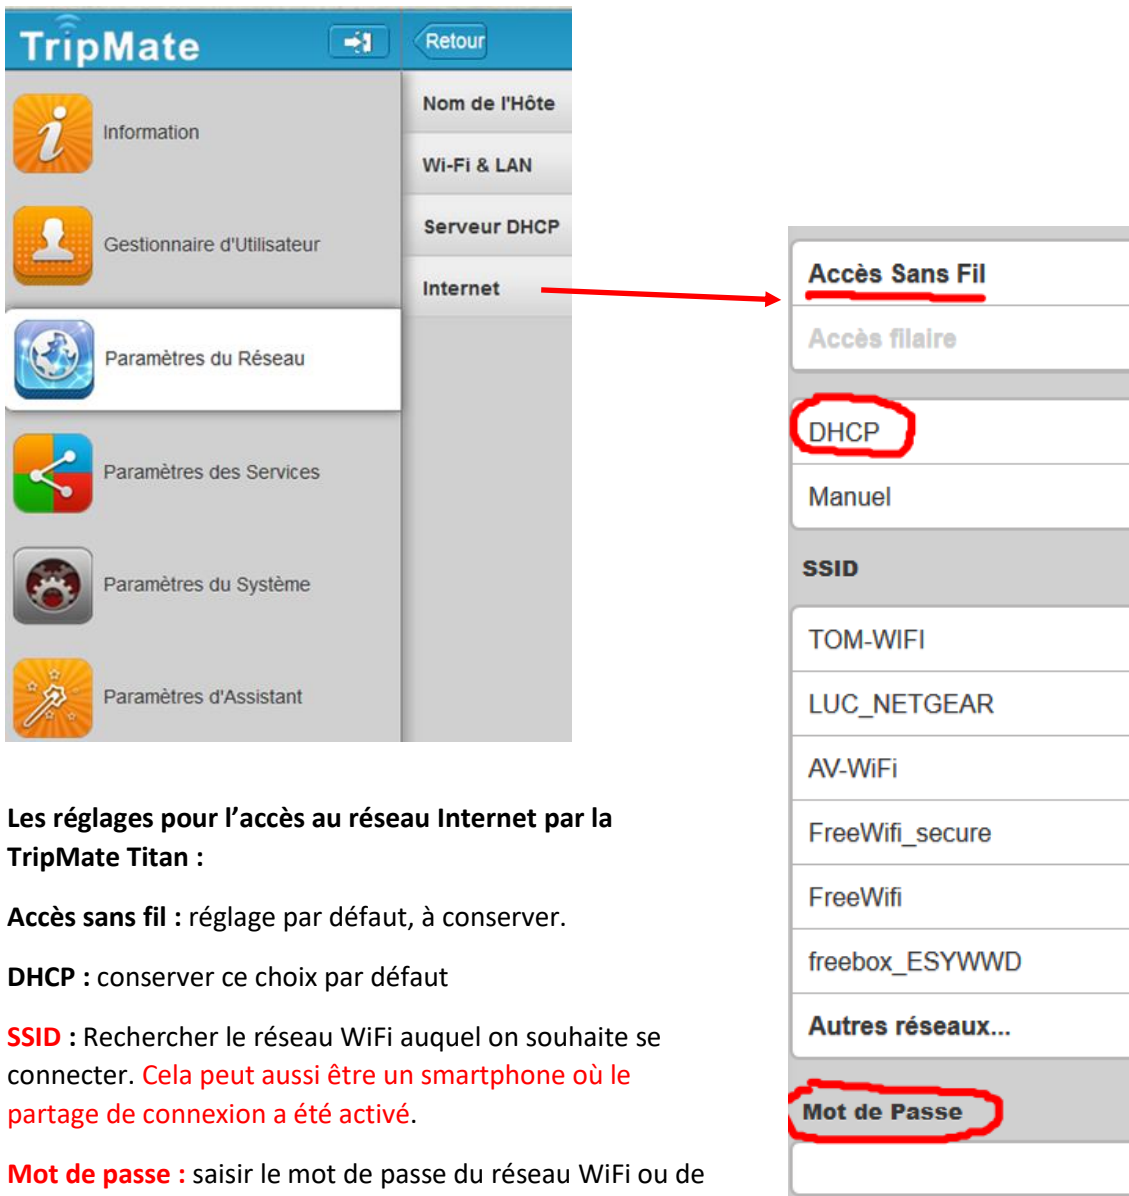 TripMate
Retour
Information
Gestionnaire d'Utilisateur
Paramètres du Réseau
Paramètres des Services
Paramètres du Système
Paramètres d'Assistant
Nom de l'Hôte
Wi-Fi & LAN
Serveur DHCP
Internet
Accès Sans Fil
Accès filaire
DHCP
Manuel
SSID
TOM-WIFI
LUC_NETGEAR
AV-WiFi
FreeWifi_secure
FreeWifi
freebox_ESYWWD
Autres réseaux...
Mot de Passe
Les réglages pour l’accès au réseau Internet par la
TripMate Titan :
Accès sans fil : réglage par défaut, à conserver.
DHCP : conserver ce choix par défaut
SSID : Rechercher le réseau WiFi auquel on souhaite se
connecter. Cela peut aussi être un smartphone où le
partage de connexion a été activé.
Mot de passe : saisir le mot de passe du réseau WiFi ou de